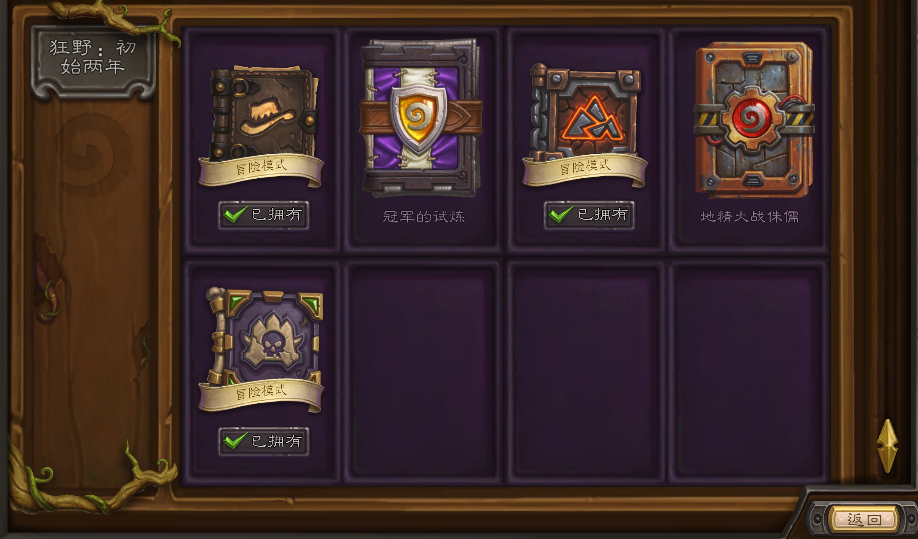 狂野：初
始两年
冒险模式
已拥有
冠军的试炼
冒险模式
已拥有
地精大战侏儒
冒险模式
已拥有
返回